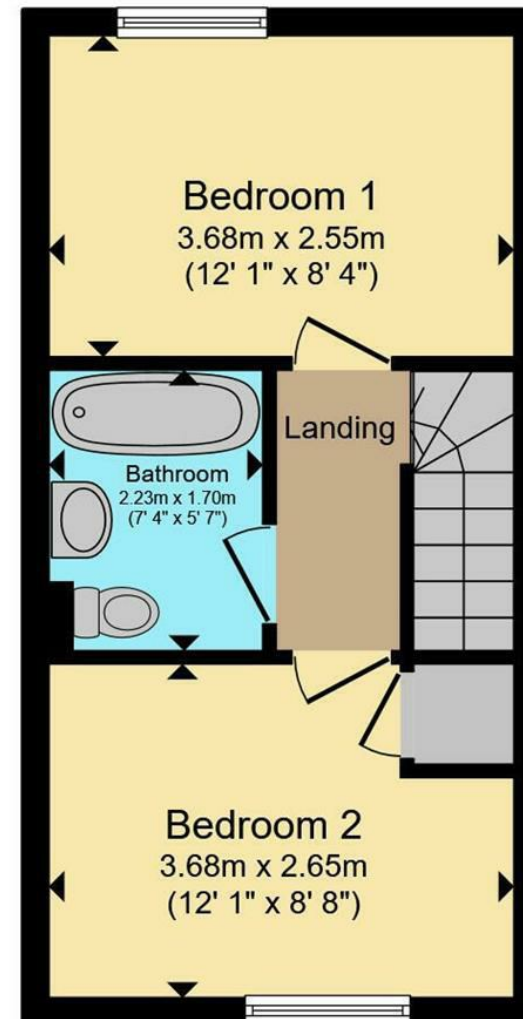 Bedroom 1
3.68m x 2.55m
(12' 1" x 8' 4")
Landing
Bathroom
2.23m x 1.70m
(7' 4" x 5' 7")
Bedroom 2
3.68m x 2.65m
(12' 1" x 8' 8")